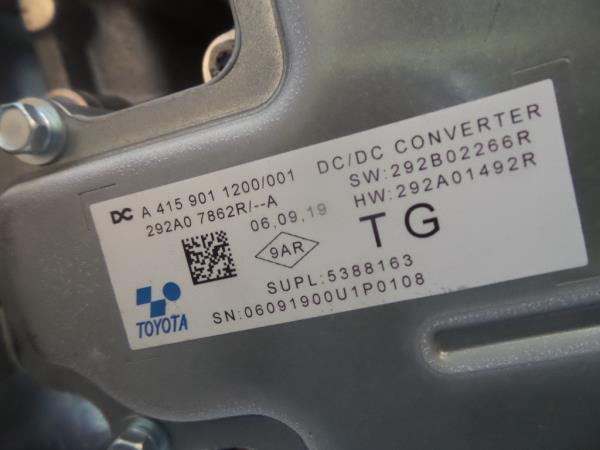 DC A 415 901 1200/001 DC/DC CONVERTER
292A0 7862R/--A SW:292B02266R
06,09,19 HW:292A01492R
9AR TG
SUPL:5388163
TOYOTA SN:06091900U1P0108